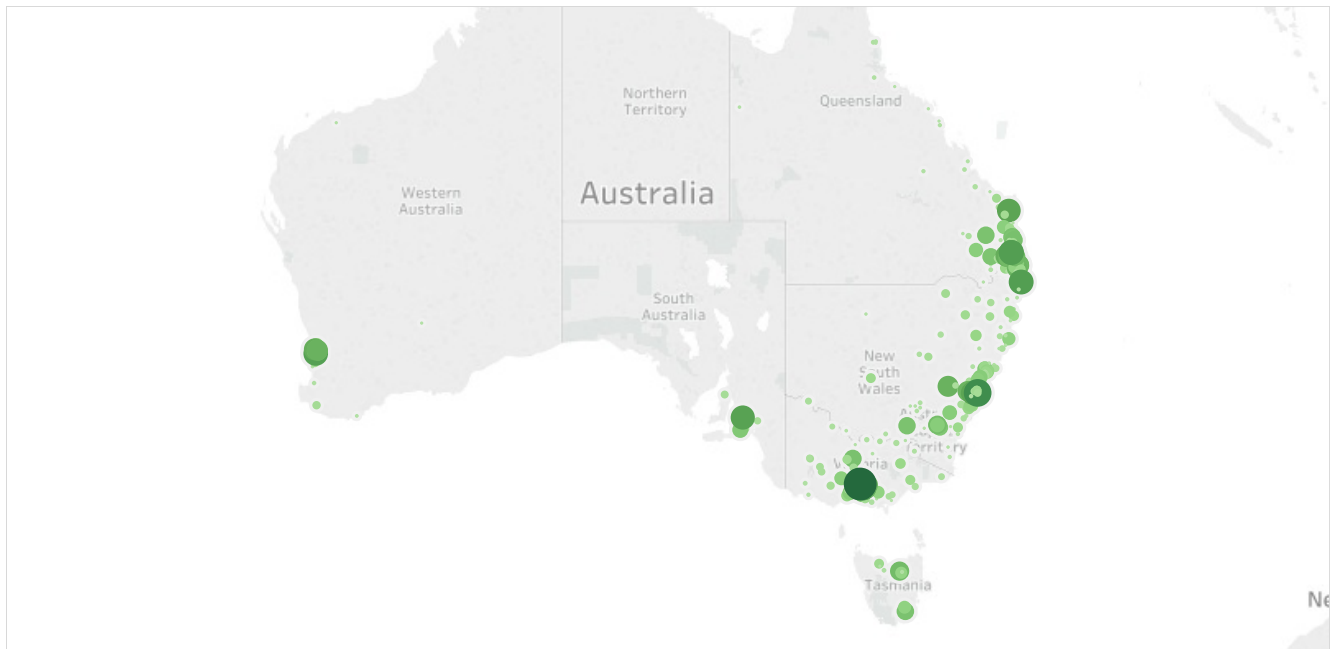 Northern
Territory
Queensland
Western
Australia
Australia
South
Australia
New
South
Wales
Tasmania